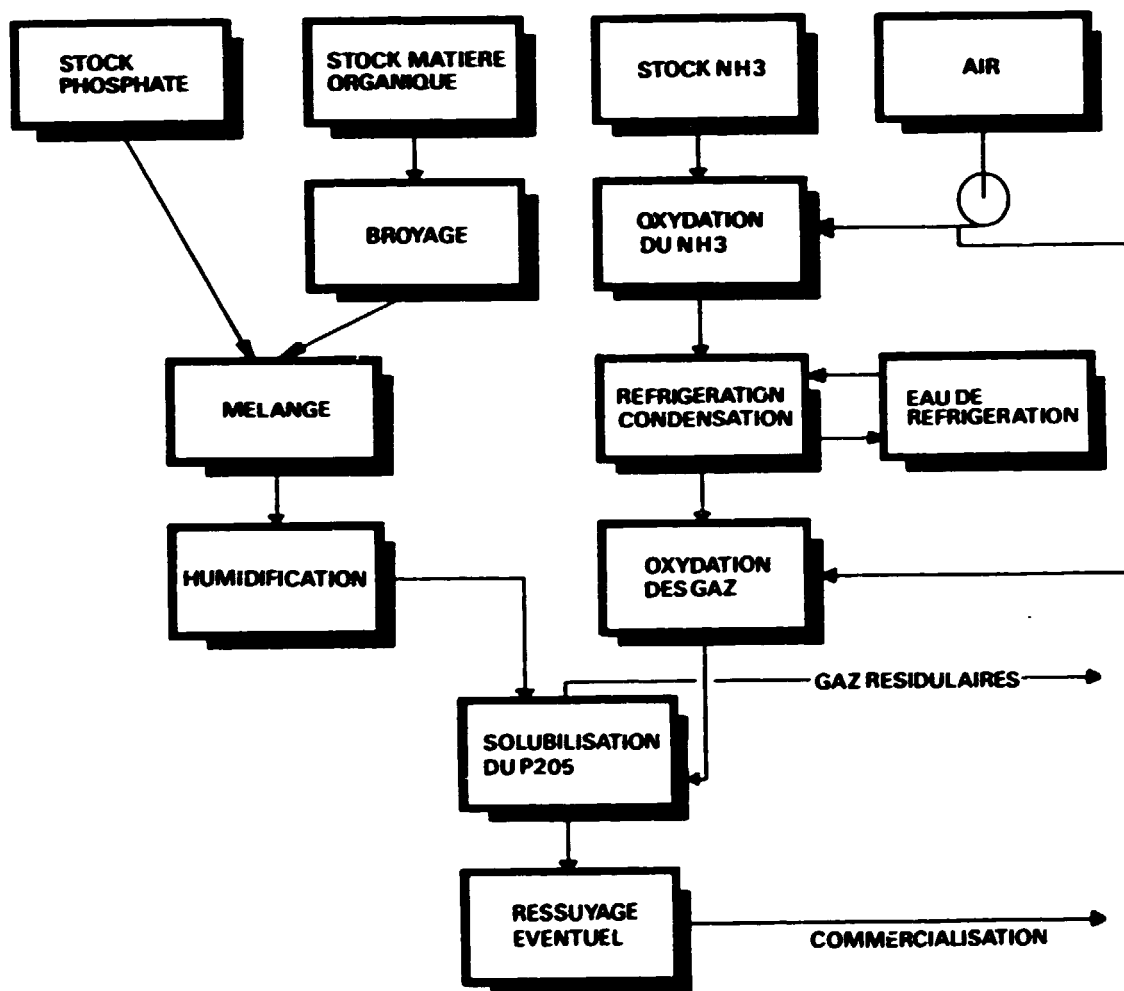 STOCK
PHOSPHATE
STOCK MATIERE
ORGANIQUE
STOCK NH3
AIR
BROYAGE
OXYDATION
DU NH3
MELANGE
REFRIGERATION
CONDENSATION
EAU DE
REFRIGERATION
HUMIDIFICATION
OXYDATION
DES GAZ
GAZ RESIDULAIRES
SOLUBILISATION
DU P205
RESSUYAGE
EVENTUEL
COMMERCIALISATION